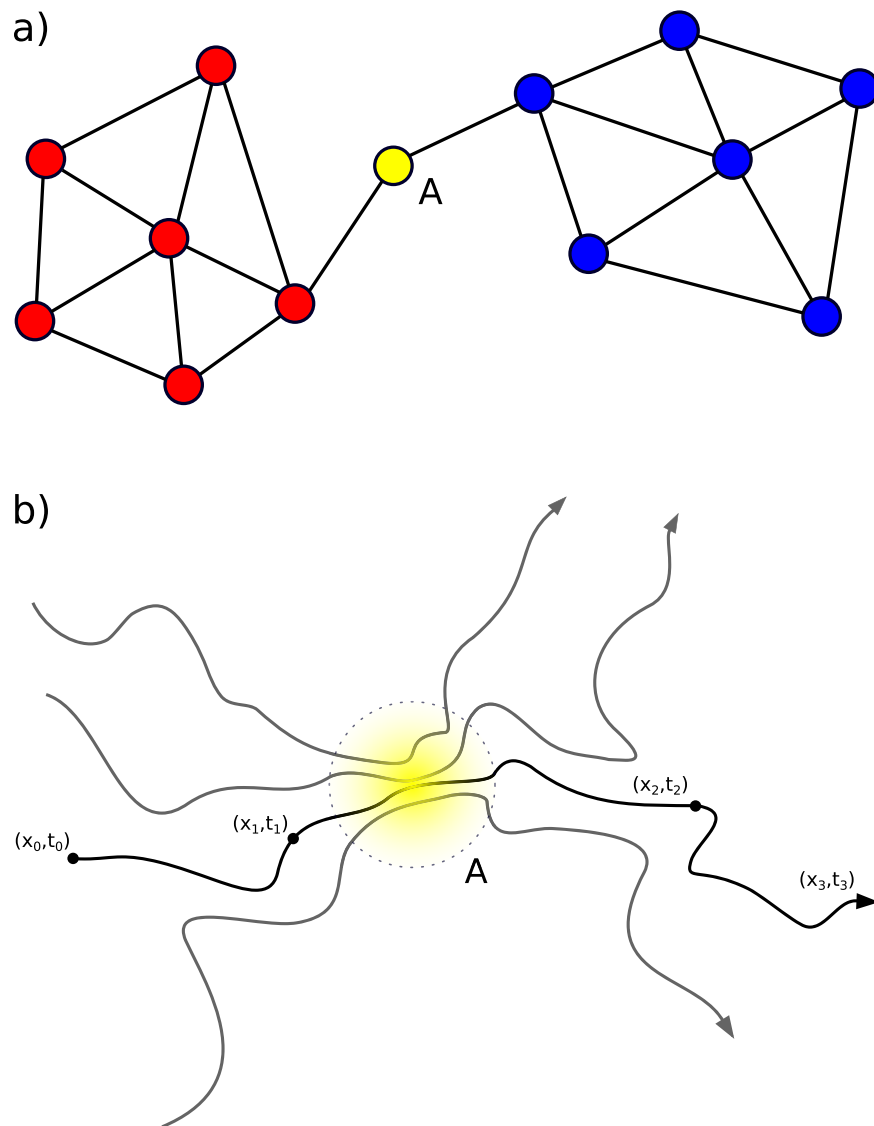 a)
A
b)
(x₂,t₂)
(x₁,t₁)
(x₀,t₀)
A
(x₃,t₃)